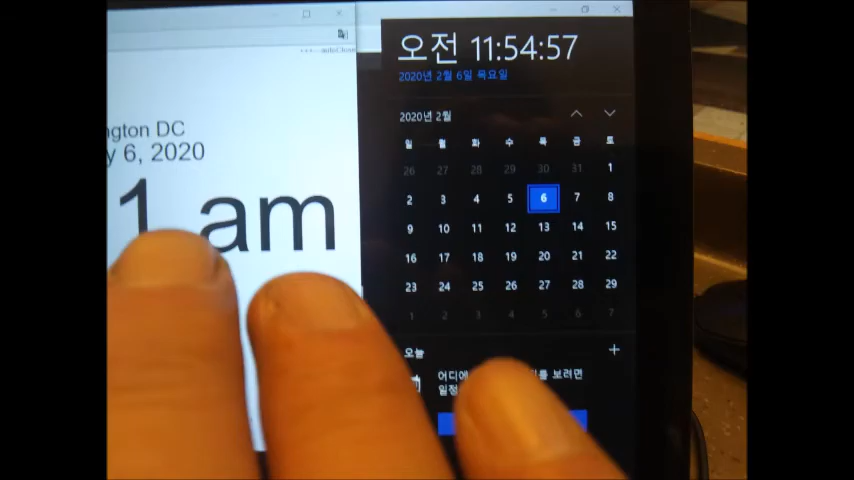 autoClose
ngton DC
y 6, 2020
1 am
오전 11:54:57
2020년 2월 6일 목요일
2020년 2월
일 월 화 수 목 금 토
26 27 28 29 30 31 1
2 3 4 5 6 7 8
9 10 11 12 13 14 15
16 17 18 19 20 21 22
23 24 25 26 27 28 29
1 2 3 4 5 6 7
오늘
어디에 를 보려면
일정